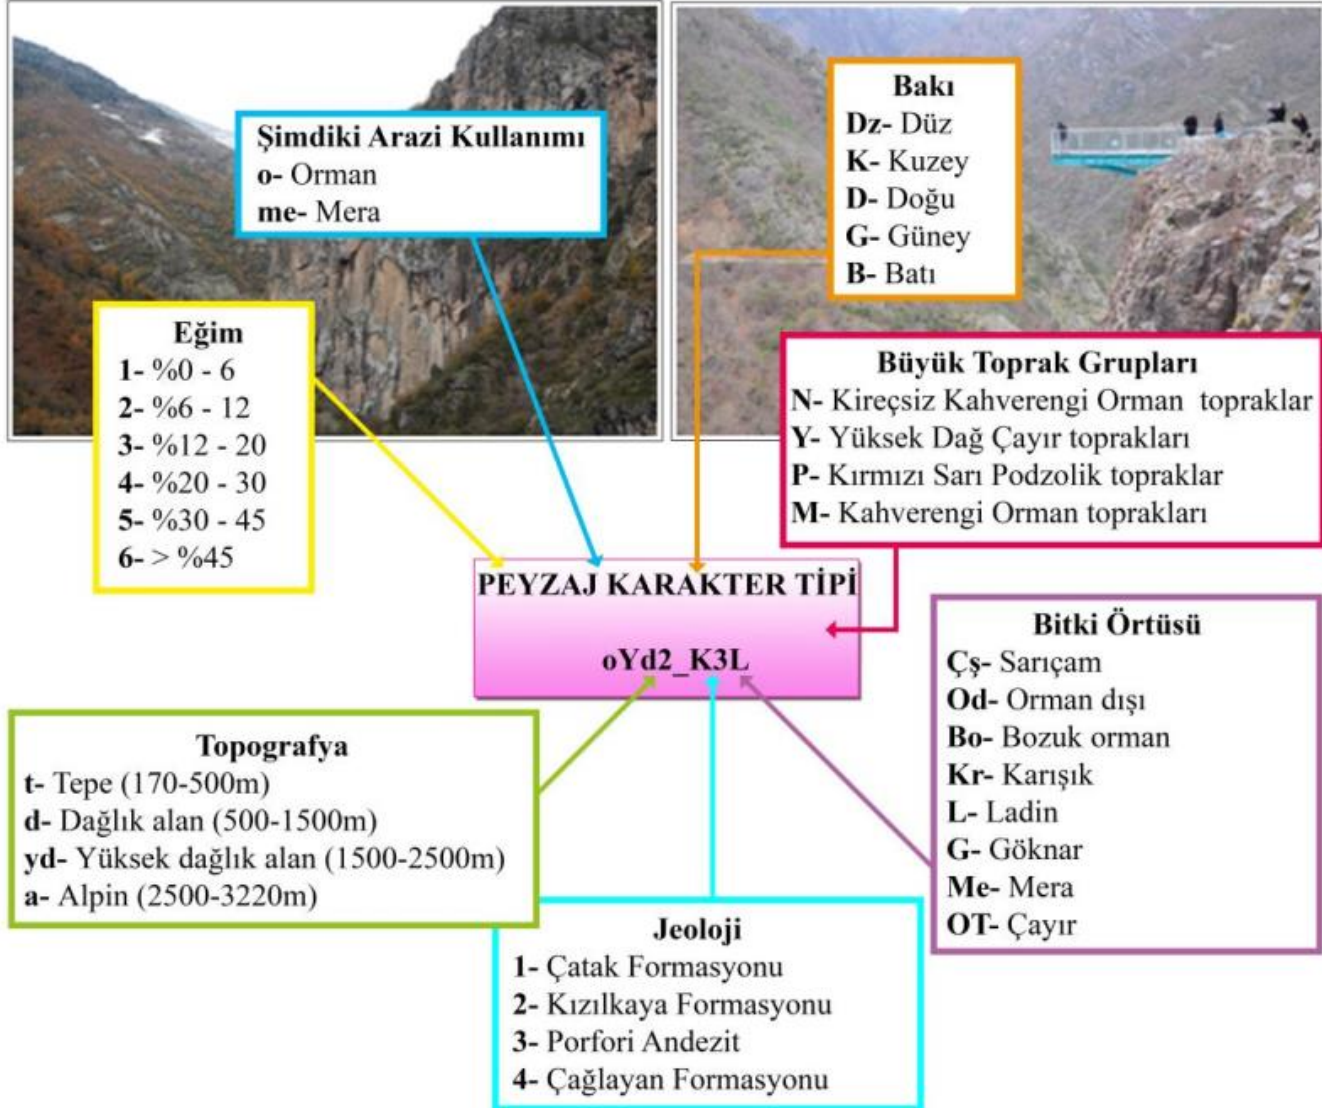 Şimdiki Arazi Kullanımı
o- Orman
me- Mera
Bakı
Dz- Düz
K- Kuzey
D- Doğu
G- Güney
B- Batı
Eğim
1- %0 - 6
2- %6 - 12
3- %12 - 20
4- %20 - 30
5- %30 - 45
6- > %45
Büyük Toprak Grupları
N- Kireçsiz Kahverengi Orman topraklar
Y- Yüksek Dağ Çayır toprakları
P- Kırmızı Sarı Podzolik topraklar
M- Kahverengi Orman toprakları
PEYZAJ KARAKTER TİPİ
oYd2_K3L
Bitki Örtüsü
Çş- Sarıçam
Od- Orman dışı
Bo- Bozuk orman
Kr- Karışık
L- Ladin
G- Göknar
Me- Mera
OT- Çayır
Topografya
t- Tepe (170-500m)
d- Dağlık alan (500-1500m)
yd- Yüksek dağlık alan (1500-2500m)
a- Alpin (2500-3220m)
Jeoloji
1- Çatak Formasyonu
2- Kızılkaya Formasyonu
3- Porfori Andezit
4- Çağlayan Formasyonu